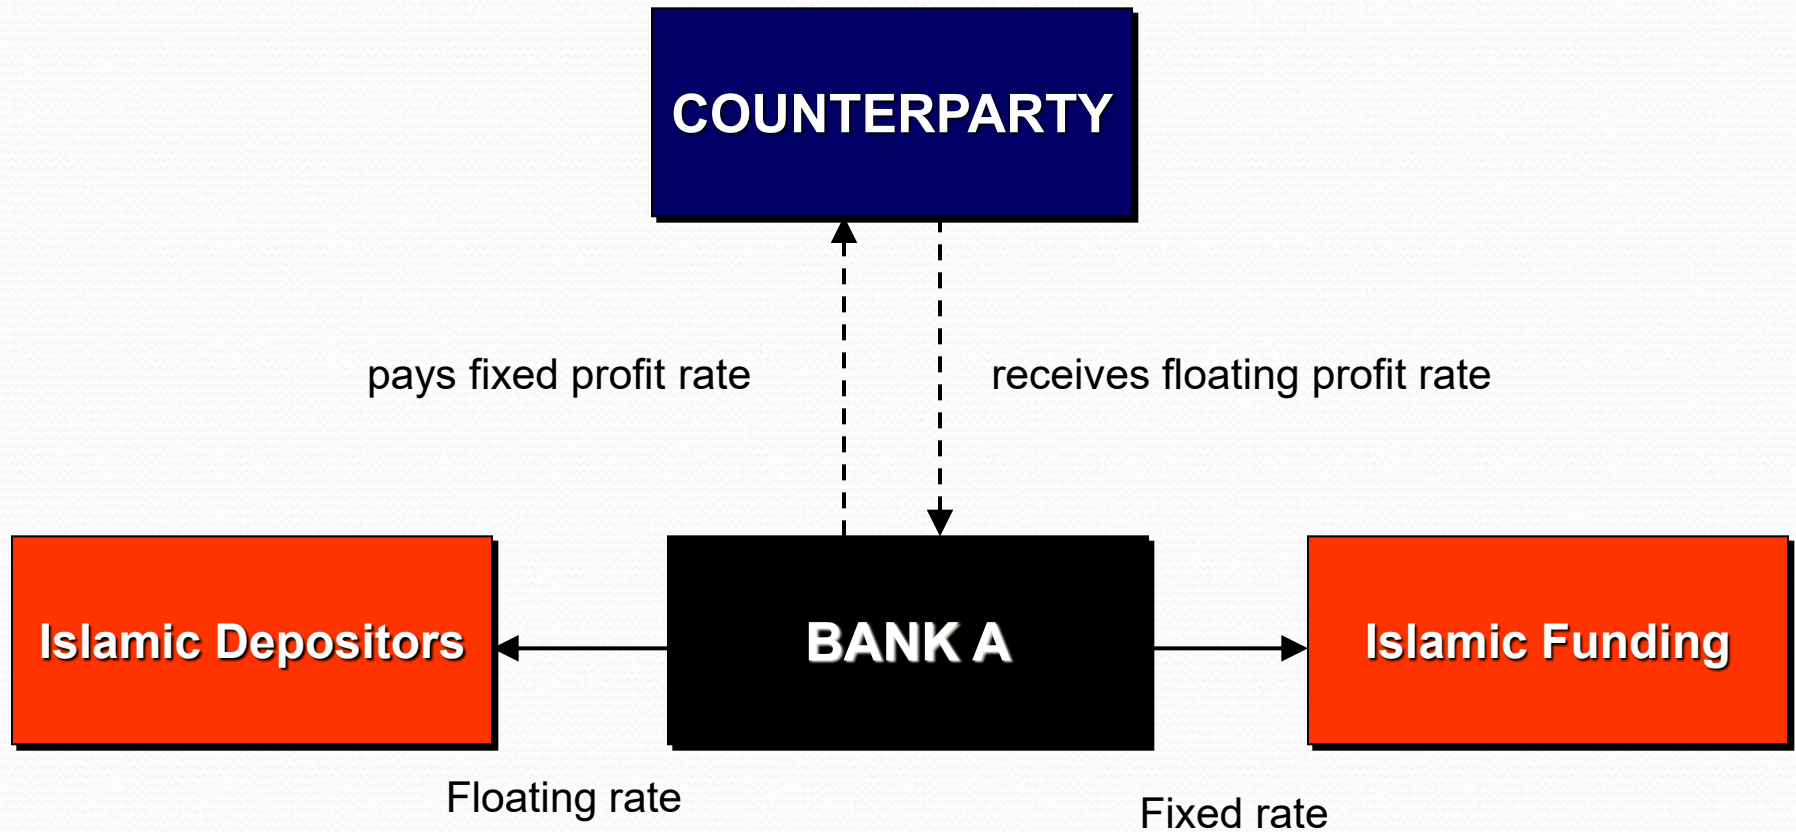 COUNTERPARTY
pays fixed profit rate
receives floating profit rate
Islamic Depositors
BANK A
Islamic Funding
Floating rate
Fixed rate